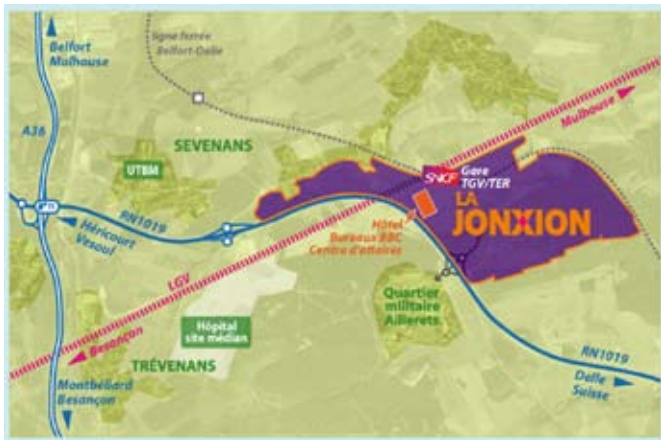 Belfort
Mulhouse
ligne ferrée
Belfort-Delle
A36
SEVENANS
UTBM
Mulhouse
SNCF
Gare
TGV/TER
LA
JONXION
RN1019
Héricourt
Vesoul
Hôtel
Bureaux BBC
Centre d'affaires
LGV
Quartier
militaire
Ailleret
Hôpital
site médian
Besançon
TRÉVENANS
RN1019
Delle
Suisse
Montbéliard
Besançon